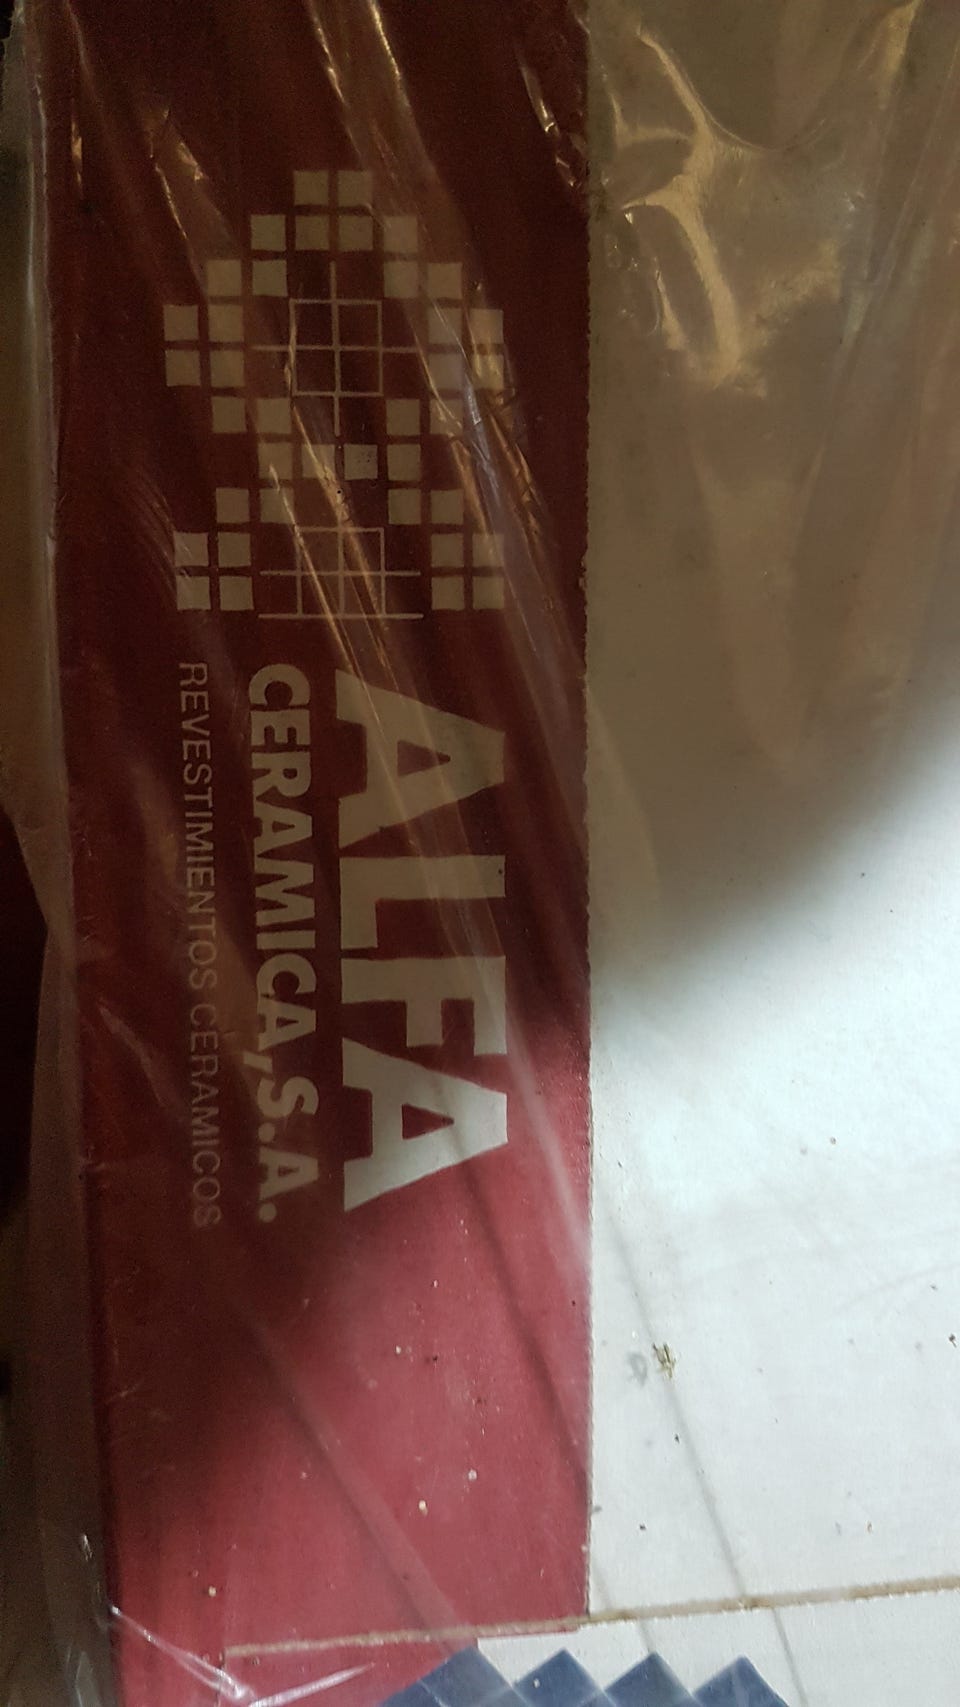 ALFA
CERAMICA, S.A.
REVESTIMIENTOS CERAMICOS